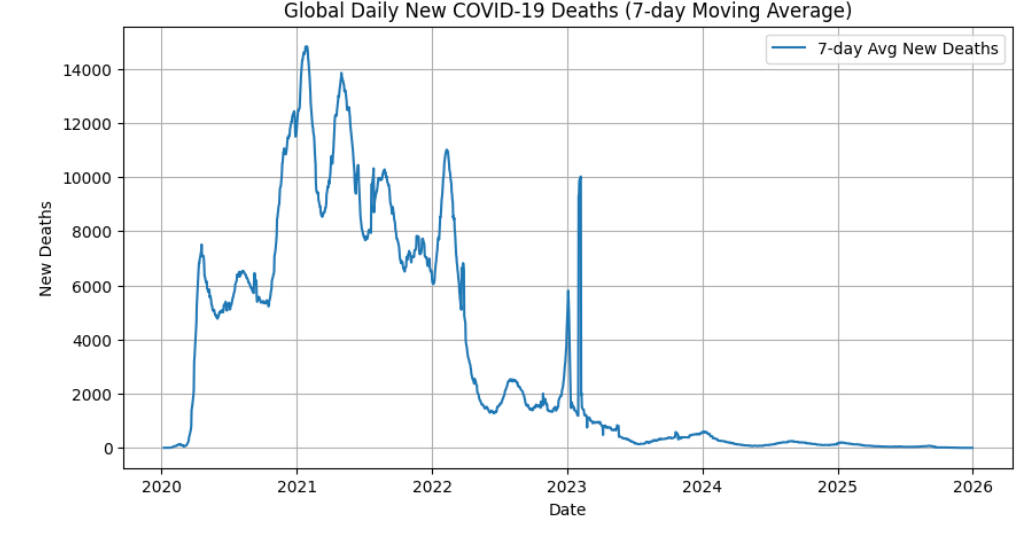 Global Daily New COVID-19 Deaths (7-day Moving Average)
7-day Avg New Deaths
14000
12000
10000
8000
6000
4000
2000
0
New Deaths
2020 2021 2022 2023 2024 2025 2026
Date